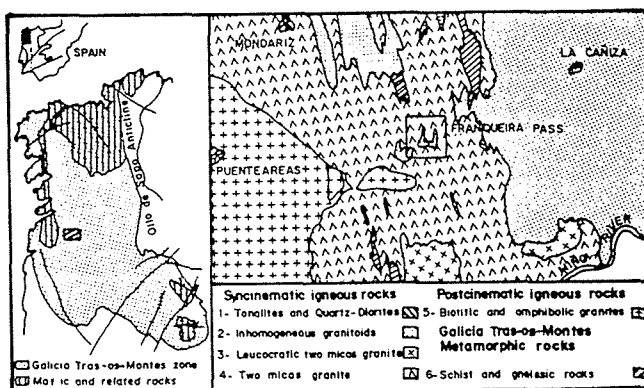 SPAIN
Ollo de Sapo Anticline
Galicia Tras-os-Montes zone
Mafic and related rocks
MONDARIZ
LA CAÑIZA
FRANQUEIRA PASS
PUENTEAREAS
MIÑO RIVER
Syncinematic igneous rocks
1- Tonalites and Quartz-Diorites
2- Inhomogeneous granitoids
3- Leucocratic two micas granite
4- Two micas granite
Postcinematic igneous rocks
5- Biotitic and amphibolic granites
Galicia Tras-os-Montes
Metamorphic rocks
6- Schist and gneissic rocks